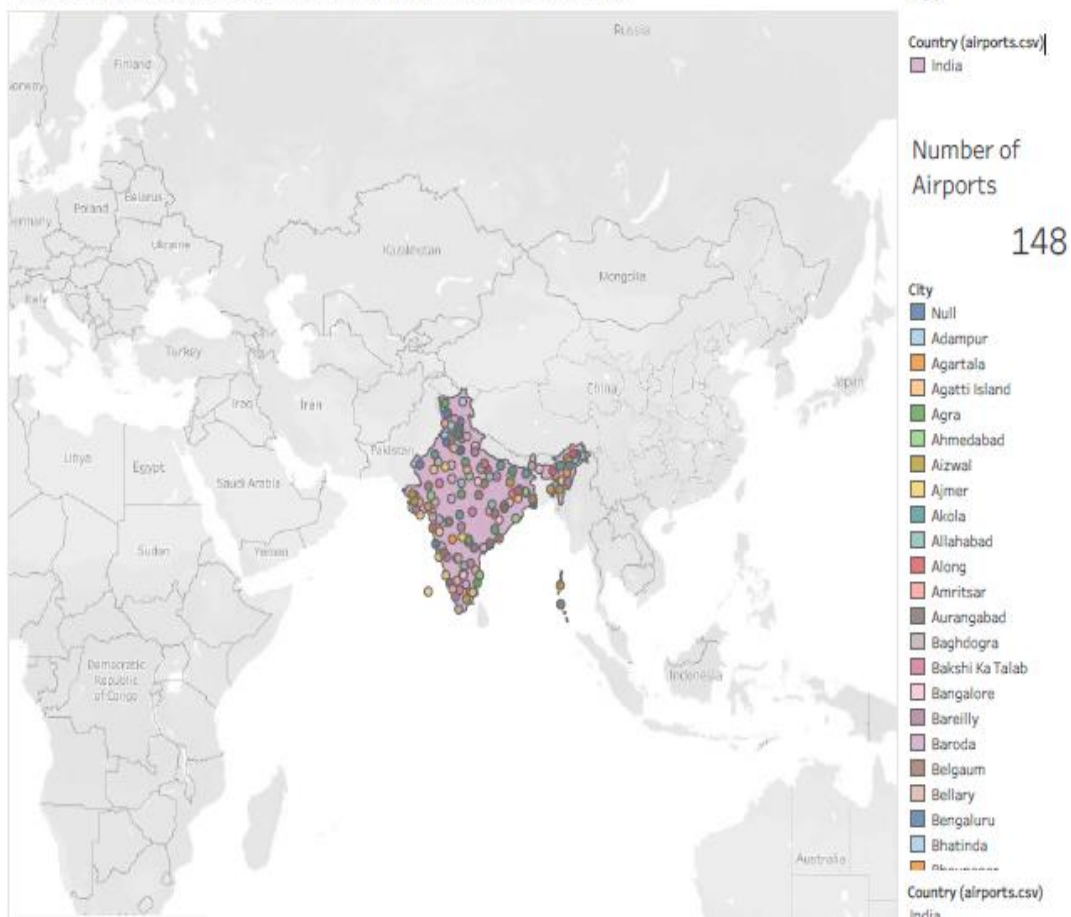 Russia
Finland
Norway
Belarus
Poland
Germany
Ukraine
Kazakhstan
Mongolia
Italy
Turkey
Japan
China
Iraq
Iran
Pakistan
Libya
Egypt
Saudi Arabia
Sudan
Yemen
Democratic
Republic
of Congo
Indonesia
Australia
Country (airports.csv)
India
Number of
Airports
148
City
Null
Adampur
Agartala
Agatti Island
Agra
Ahmedabad
Aizwal
Ajmer
Akola
Allahabad
Along
Amritsar
Aurangabad
Baghdogra
Bakshi Ka Talab
Bangalore
Bareilly
Baroda
Belgaum
Bellary
Bengaluru
Bhatinda
Country (airports.csv)
India